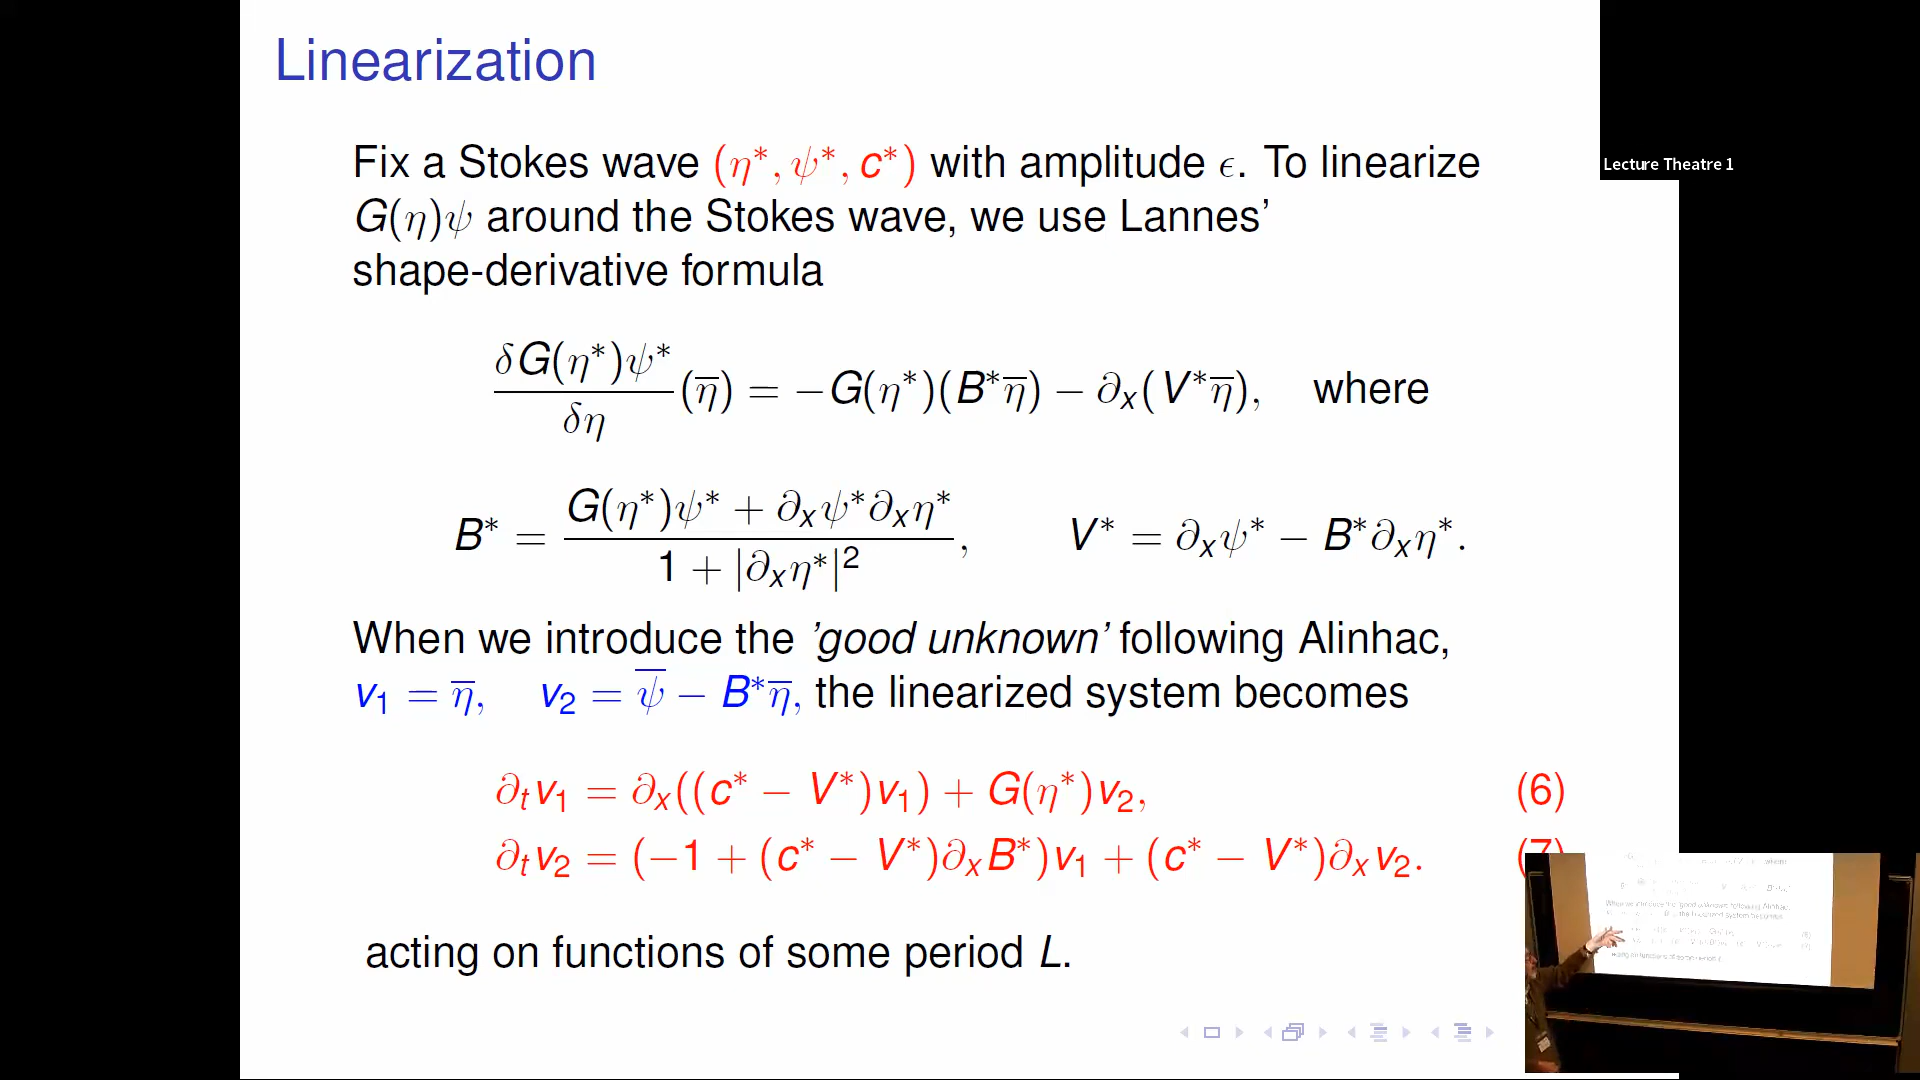 Linearization
Fix a Stokes wave (η*, ψ*, c*) with amplitude ϵ. To linearize
G(η)ψ around the Stokes wave, we use Lannes'
shape-derivative formula
δG(η*)ψ*/δη (η̅) = −G(η*)(B*η̅) − ∂ₓ(V*η̅), where
B* = (G(η*)ψ* + ∂ₓψ*∂ₓη*)/(1 + |∂ₓη*|²), V* = ∂ₓψ* − B*∂ₓη*.
When we introduce the 'good unknown' following Alinhac,
v₁ = η̅, v₂ = ψ̅ − B*η̅, the linearized system becomes
∂ₜv₁ = ∂ₓ((c* − V*)v₁) + G(η*)v₂, (6)
∂ₜv₂ = (−1 + (c* − V*)∂ₓB*)v₁ + (c* − V*)∂ₓv₂. (7)
acting on functions of some period L.
Lecture Theatre 1